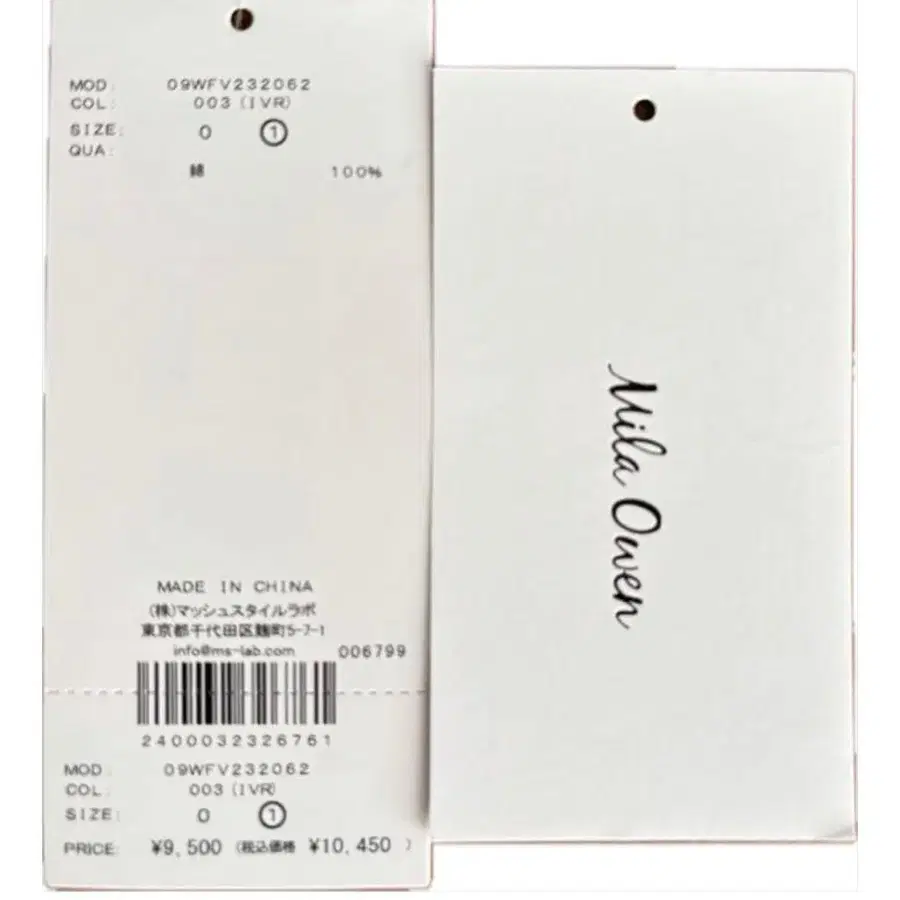 MOD: 09WFV232062
COL: 003(IVR)
SIZE: 0 ①
QUA:
綿 100%
MADE IN CHINA
(株)マッシュスタイルラボ
東京都千代田区麹町5-7-1
info@ms-lab.com 006799
2400032326761
MOD: 09WFV232062
COL: 003(IVR)
SIZE: 0 ①
PRICE: ¥9,500 (税込価格 ¥10,450 )
Mila Owen